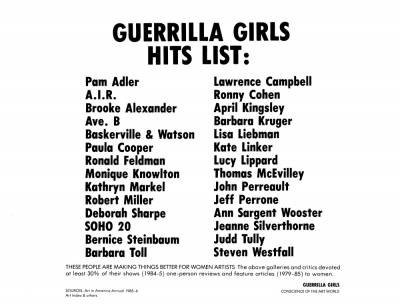 GUERRILLA GIRLS
HITS LIST:
Pam Adler
A.I.R.
Brooke Alexander
Ave. B
Baskerville & Watson
Paula Cooper
Ronald Feldman
Monique Knowlton
Kathryn Markel
Robert Miller
Deborah Sharpe
SOHO 20
Bernice Steinbaum
Barbara Toll
Lawrence Campbell
Ronny Cohen
April Kingsley
Barbara Kruger
Lisa Liebman
Kate Linker
Lucy Lippard
Thomas McEvilley
John Perreault
Jeff Perrone
Ann Sargent Wooster
Jeanne Silverthorne
Judd Tully
Steven Westfall
THESE PEOPLE ARE MAKING THINGS BETTER FOR WOMEN ARTISTS. The above galleries and critics devoted
at least 30% of their shows (1984-5) one-person reviews and feature articles (1979-85) to women.
SOURCES: Art in America Annual 1985-6
Art Index & others.
GUERRILLA GIRLS
CONSCIENCE OF THE ART WORLD